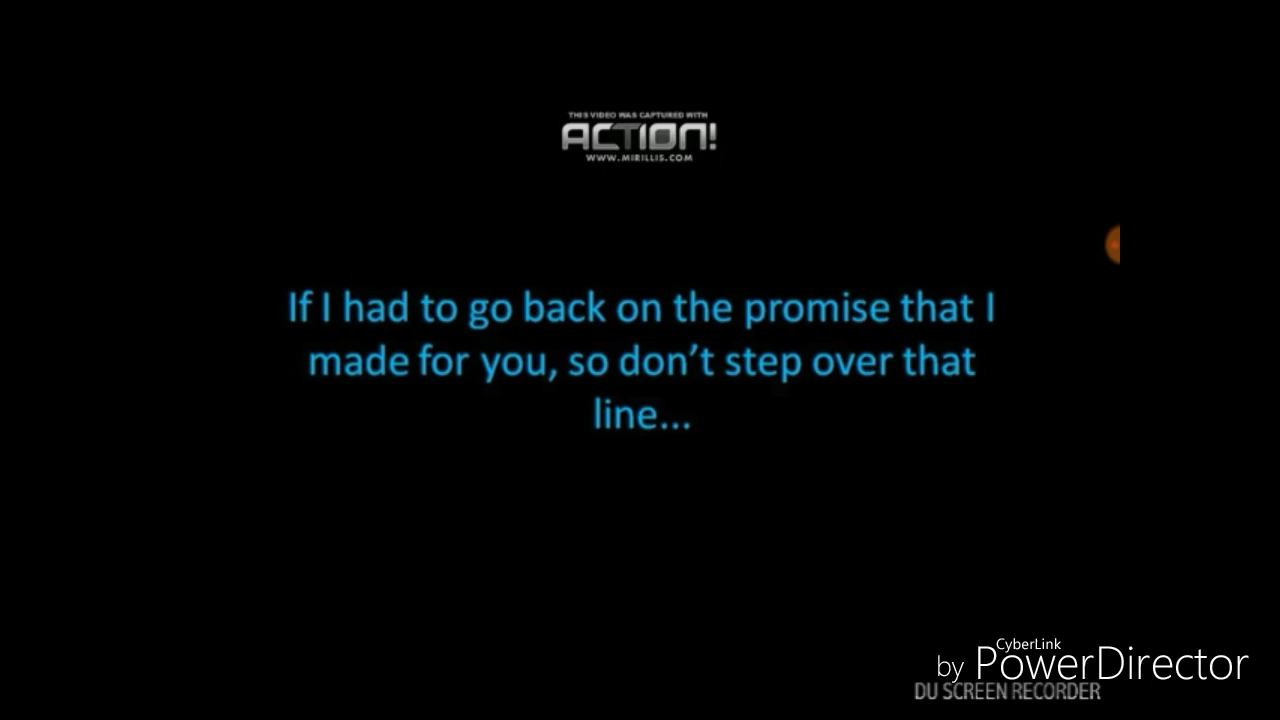 THIS VIDEO WAS CAPTURED WITH
ACTION!
WWW.MIRILLIS.COM
If I had to go back on the promise that I
made for you, so don’t step over that
line...
CyberLink
by PowerDirector
DU SCREEN RECORDER